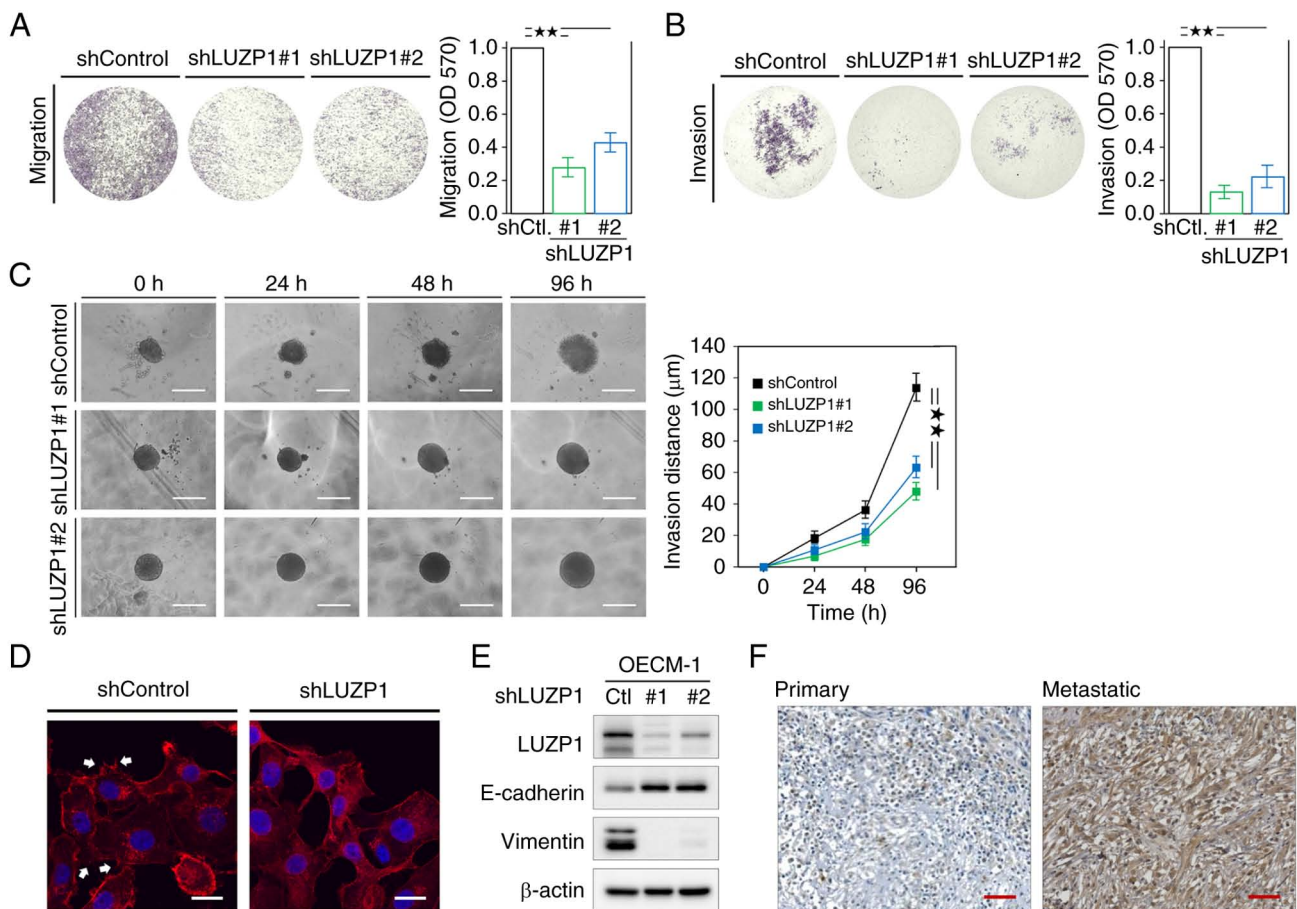 A
shControl shLUZP1#1 shLUZP1#2
Migration
Migration (OD 570)
1.0
0.8
0.6
0.4
0.2
0.0
★★
shCtl. #1 #2
shLUZP1
B
shControl shLUZP1#1 shLUZP1#2
Invasion
Invasion (OD 570)
1.0
0.8
0.6
0.4
0.2
0.0
★★
shCtl. #1 #2
shLUZP1
C
0 h 24 h 48 h 96 h
shControl
shLUZP1#1
shLUZP1#2
Invasion distance (μm)
140
120
100
80
60
40
20
0
shControl
shLUZP1#1
shLUZP1#2
★★
0 24 48 96
Time (h)
D
shControl shLUZP1
E
OECM-1
shLUZP1 Ctl #1 #2
LUZP1
E-cadherin
Vimentin
β-actin
F
Primary Metastatic